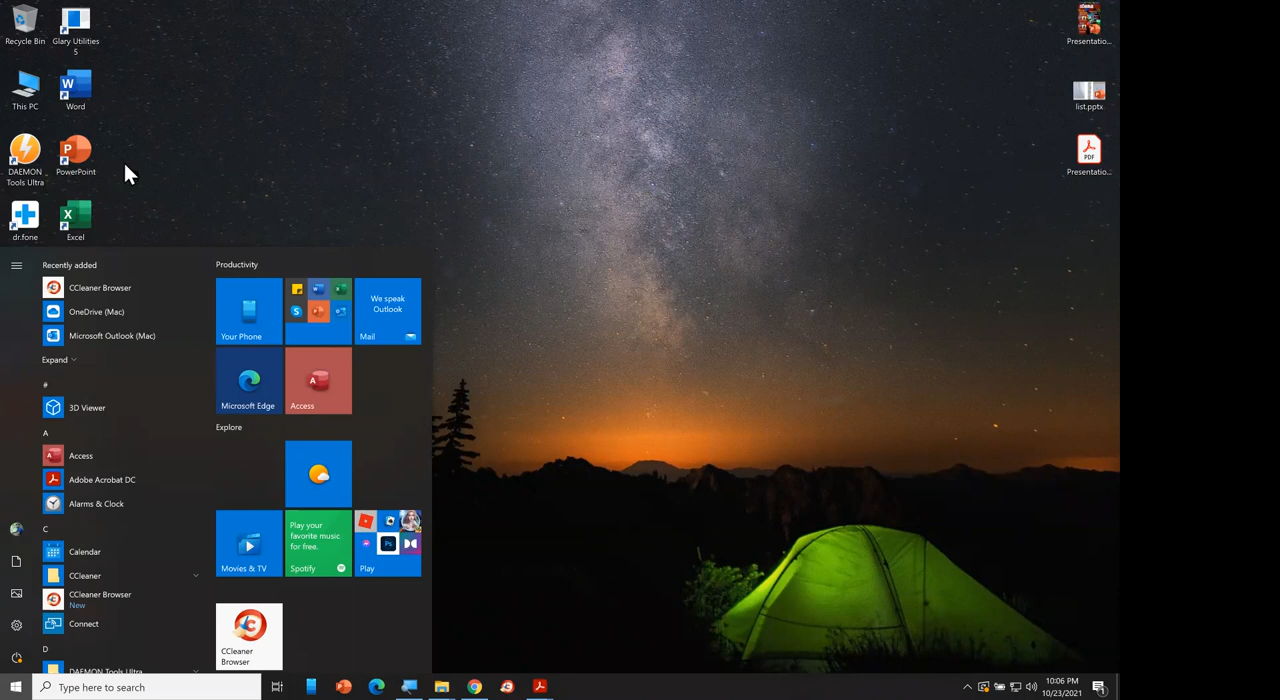 Recycle Bin
Glary Utilities
5
This PC
Word
DAEMON
Tools Ultra
PowerPoint
dr.fone
Excel
Presentatio...
list.pptx
PDF
Presentatio...
Recently added
CCleaner Browser
OneDrive (Mac)
Microsoft Outlook (Mac)
Expand
#
3D Viewer
A
Access
Adobe Acrobat DC
Alarms & Clock
C
Calendar
CCleaner
CCleaner Browser
New
Connect
D
DAEMON Tools Ultra
Productivity
Your Phone
We speak
Outlook
Mail
Microsoft Edge
Access
Explore
Movies & TV
Play your
favorite music
for free.
Spotify
Play
CCleaner
Browser
Type here to search
10:06 PM
10/23/2021